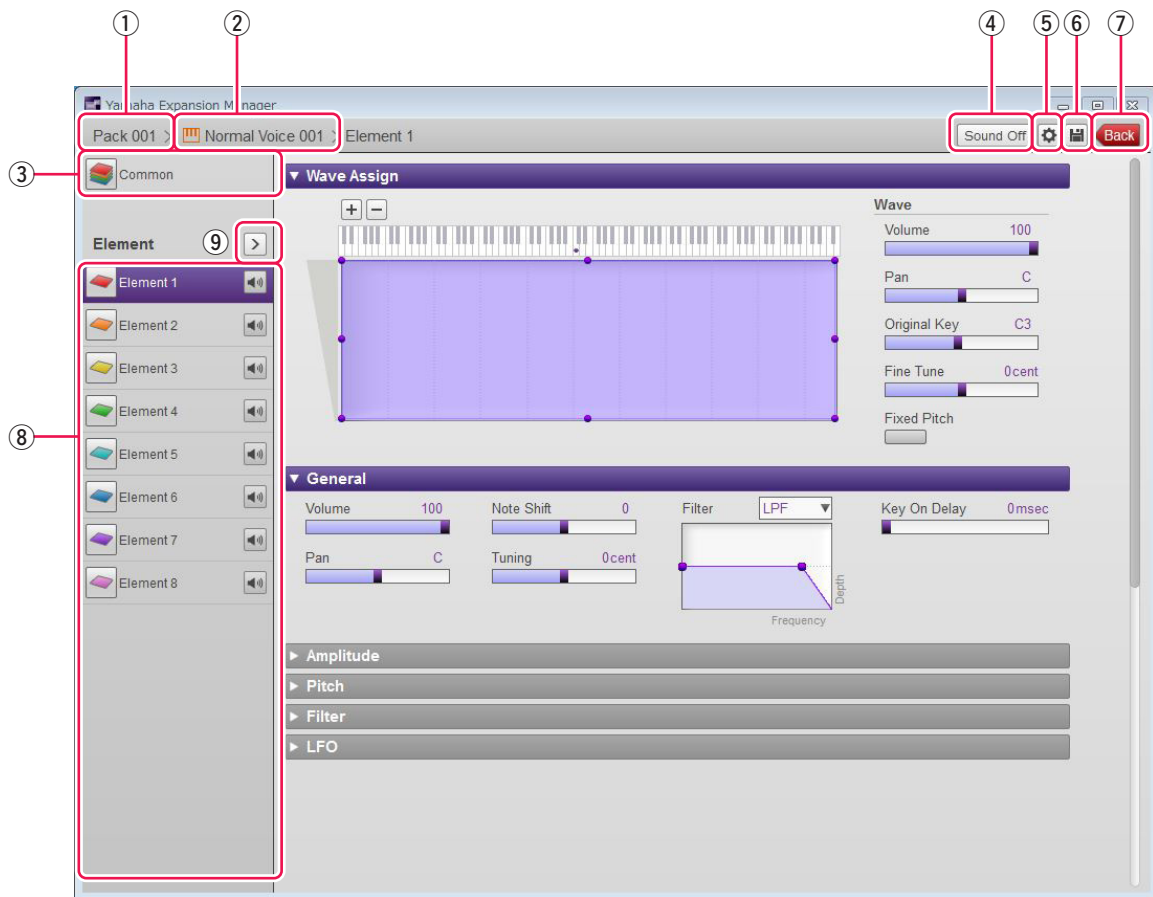 ① ② ④ ⑤ ⑥ ⑦
Yamaha Expansion Manager
Pack 001 > Normal Voice 001 > Element 1 Sound Off Back
③ Common
▼ Wave Assign
+ −
Wave
Volume 100
Pan C
Original Key C3
Fine Tune 0cent
Fixed Pitch
Element ⑨ >
Element 1
Element 2
Element 3
Element 4
Element 5
Element 6
Element 7
Element 8
⑧
▼ General
Volume 100 Note Shift 0 Filter LPF ▼ Key On Delay 0msec
Pan C Tuning 0cent
Depth
Frequency
► Amplitude
► Pitch
► Filter
► LFO